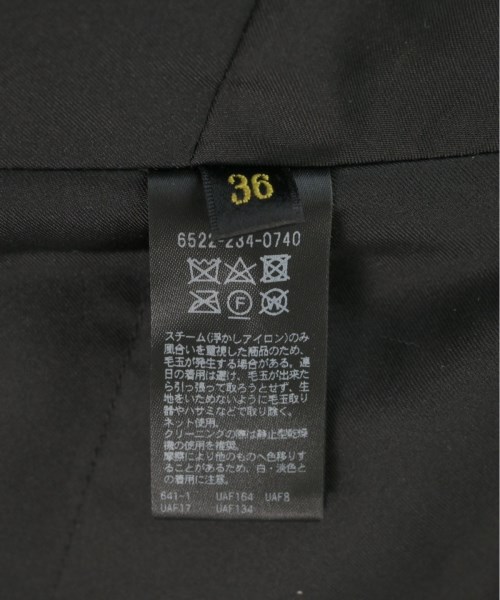 36
6522-234-0740
F
W
スチーム(浮かしアイロン)のみ
風合いを重視した商品のため、
毛玉が発生する場合がある。連
日の着用は避け、毛玉が出来た
ら引っ張って取ろうとせず、生
地をいためないように毛玉取り
器やハサミなどで取り除く。
ネット使用。
クリーニングの際は静止型乾燥
機の使用を推奨。
摩擦により他のものへ色移りす
ることがあるため、白・淡色と
の着用に注意。
641-1 UAF164 UAF8
UAF17 UAF134